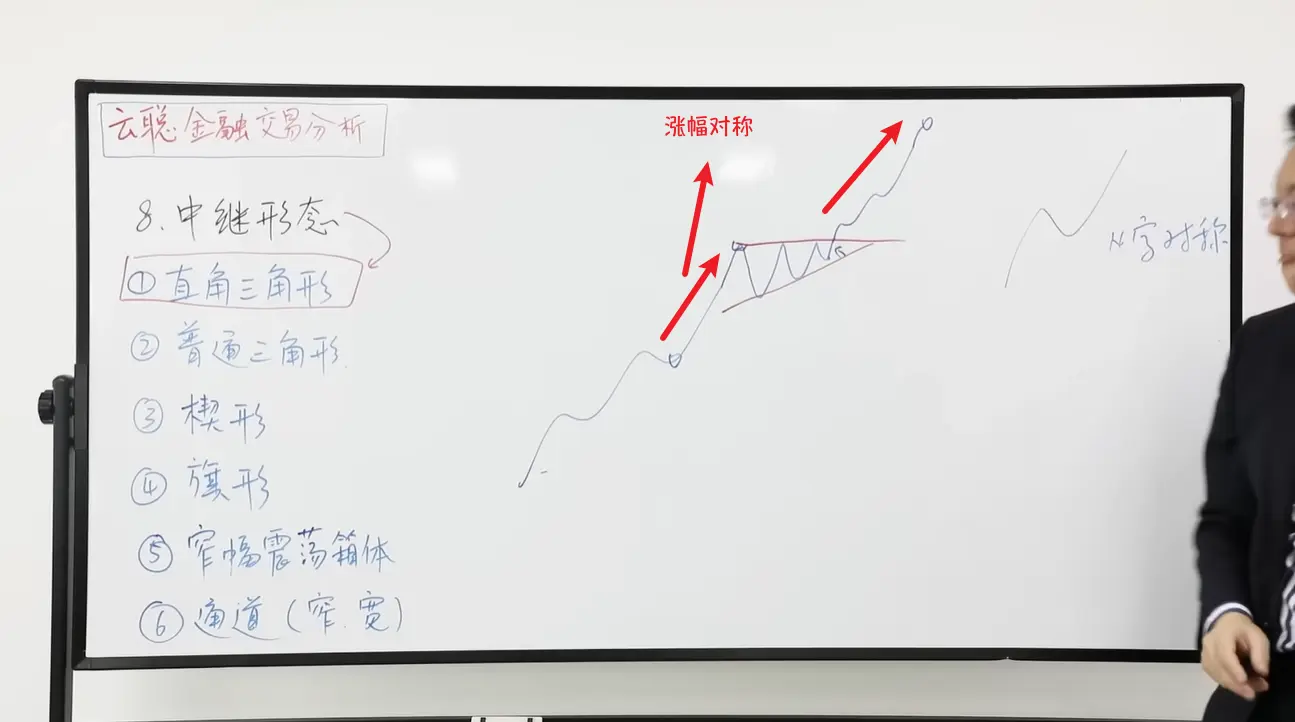 云聪金融交易分析
涨幅对称
8.中继形态
①直角三角形
②普通三角形
③楔形
④旗形
⑤窄幅震荡箱体
⑥通道(窄.宽)
N字对称